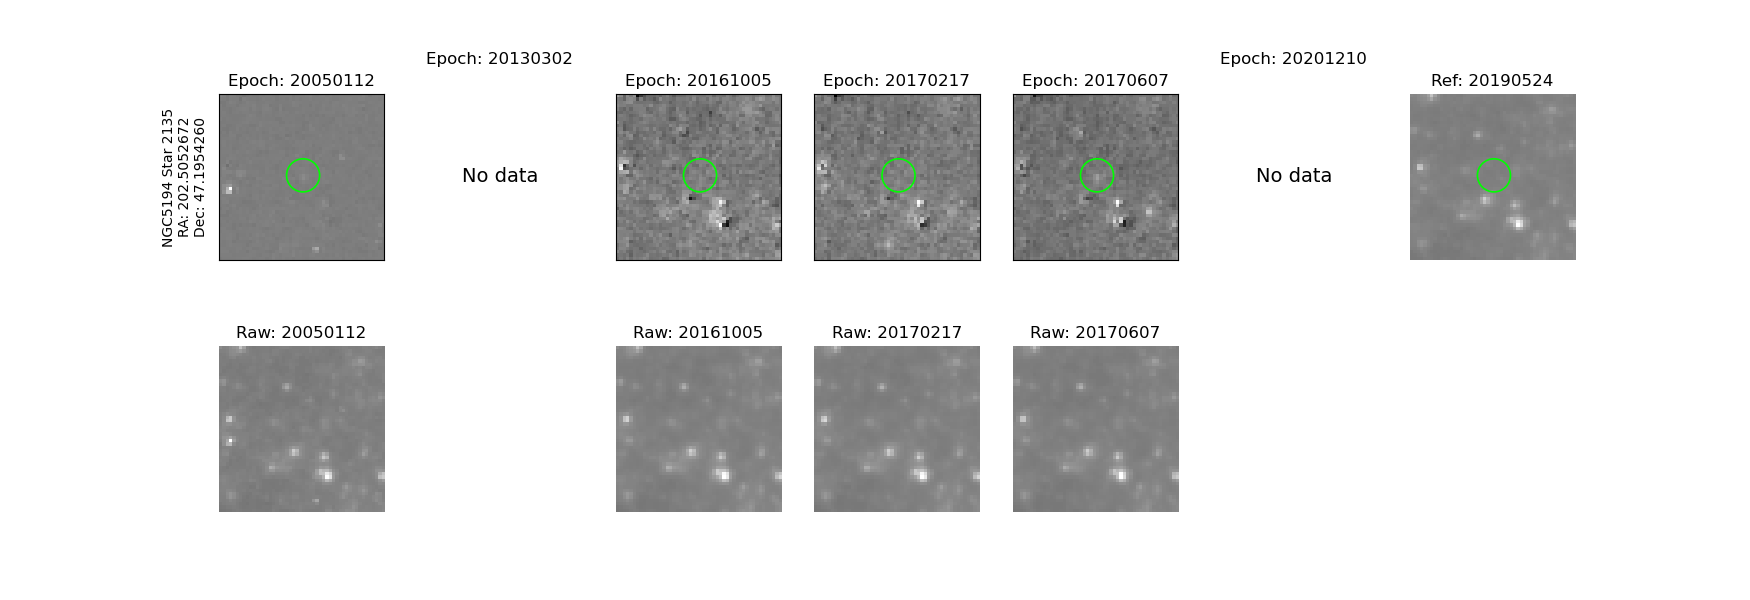 Epoch: 20130302
Epoch: 20201210
Epoch: 20050112
Epoch: 20161005
Epoch: 20170217
Epoch: 20170607
Ref: 20190524
NGC5194 Star 2135
RA: 202.5052672
Dec: 47.1954260
No data
No data
Raw: 20050112
Raw: 20161005
Raw: 20170217
Raw: 20170607